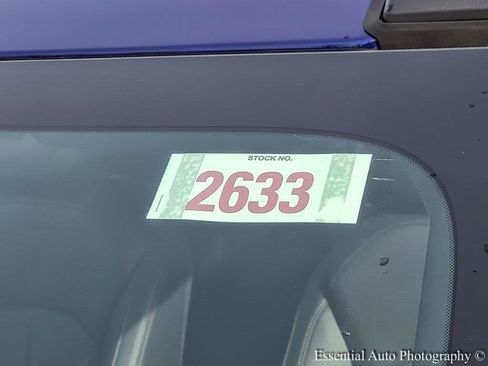 STOCK NO.
2633
Essential Auto Photography ©